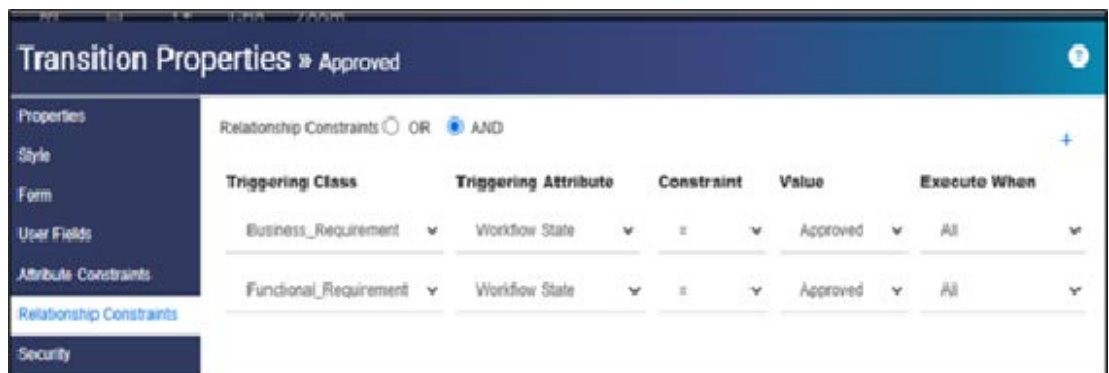 Transition Properties » Approved
Properties
Style
Form
User Fields
Attribute Constraints
Relationship Constraints
Security
Relationship Constraints OR AND
+
Triggering Class Triggering Attribute Constraint Value Execute When
Business_Requirement Workflow State = Approved All
Functional_Requirement Workflow State = Approved All